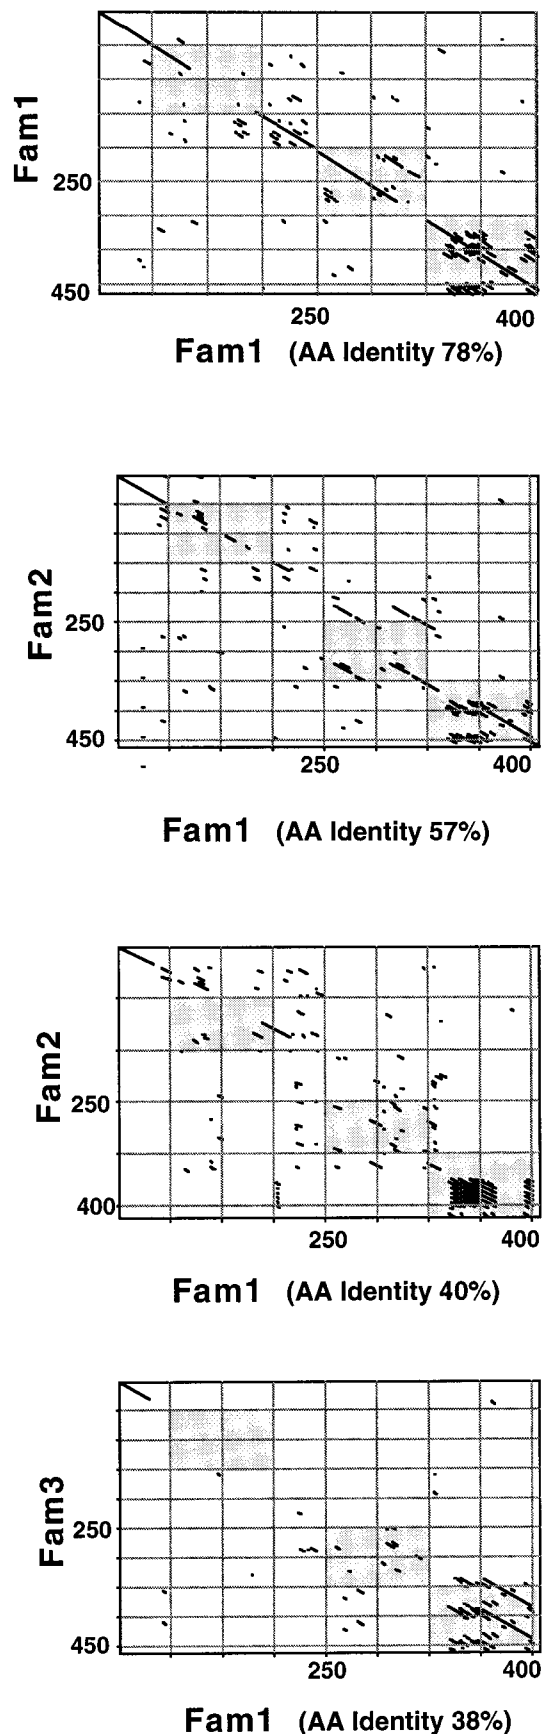 Fam1
250
450
250 400
Fam1 (AA Identity 78%)
Fam2
250
450
250 400
Fam1 (AA Identity 57%)
Fam2
250
400
250 400
Fam1 (AA Identity 40%)
Fam3
250
450
250 400
Fam1 (AA Identity 38%)